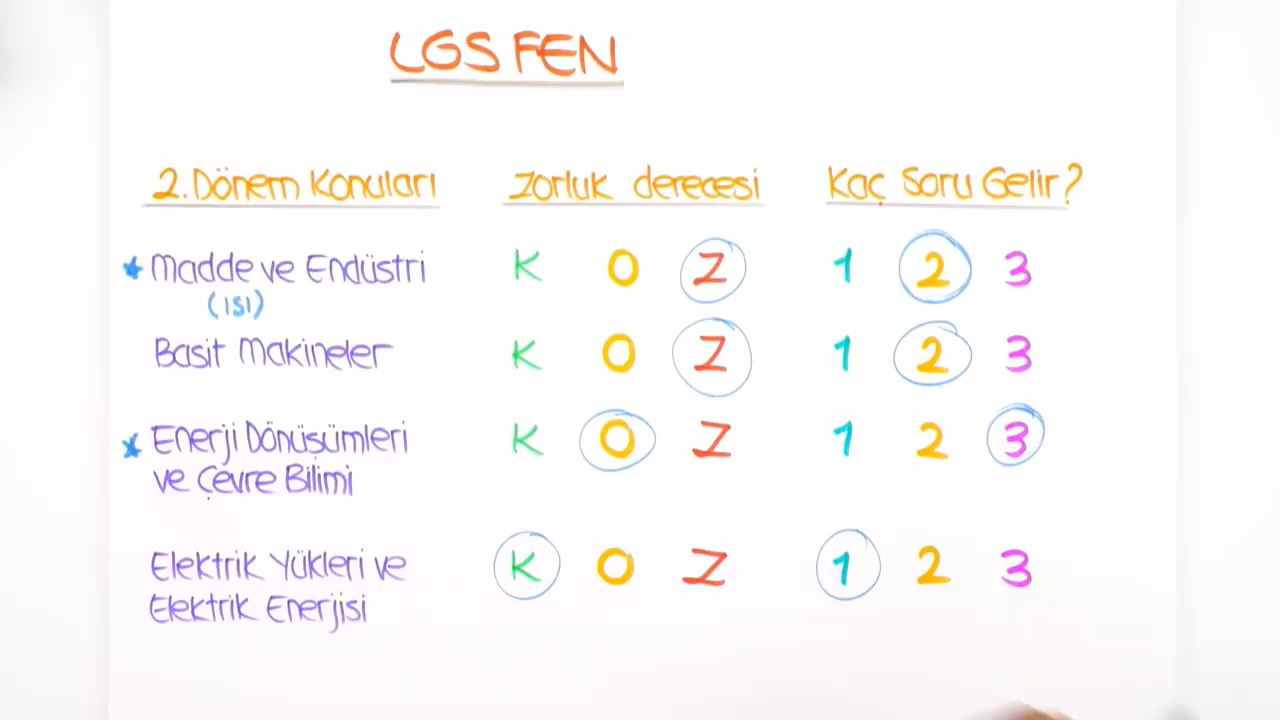 LGS FEN
2.Dönem Konuları Zorluk derecesi Kaç Soru Gelir?
Madde ve Endüstri K O Z 1 2 3
(ISI)
Basit Makineler K O Z 1 2 3
Enerji Dönüşümleri K O Z 1 2 3
ve Çevre Bilimi
Elektrik Yükleri ve K O Z 1 2 3
Elektrik Enerjisi